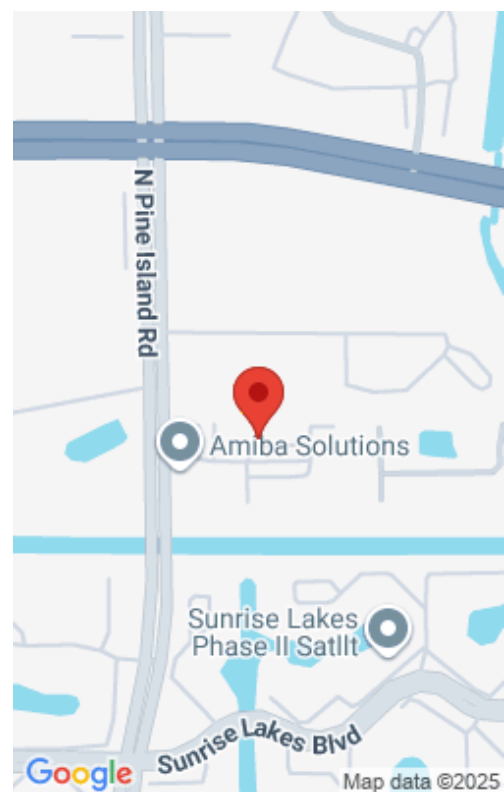 N Pine Island Rd
Amiba Solutions
Sunrise Lakes
Phase II Satllt
Sunrise Lakes Blvd
Google
Map data ©2025